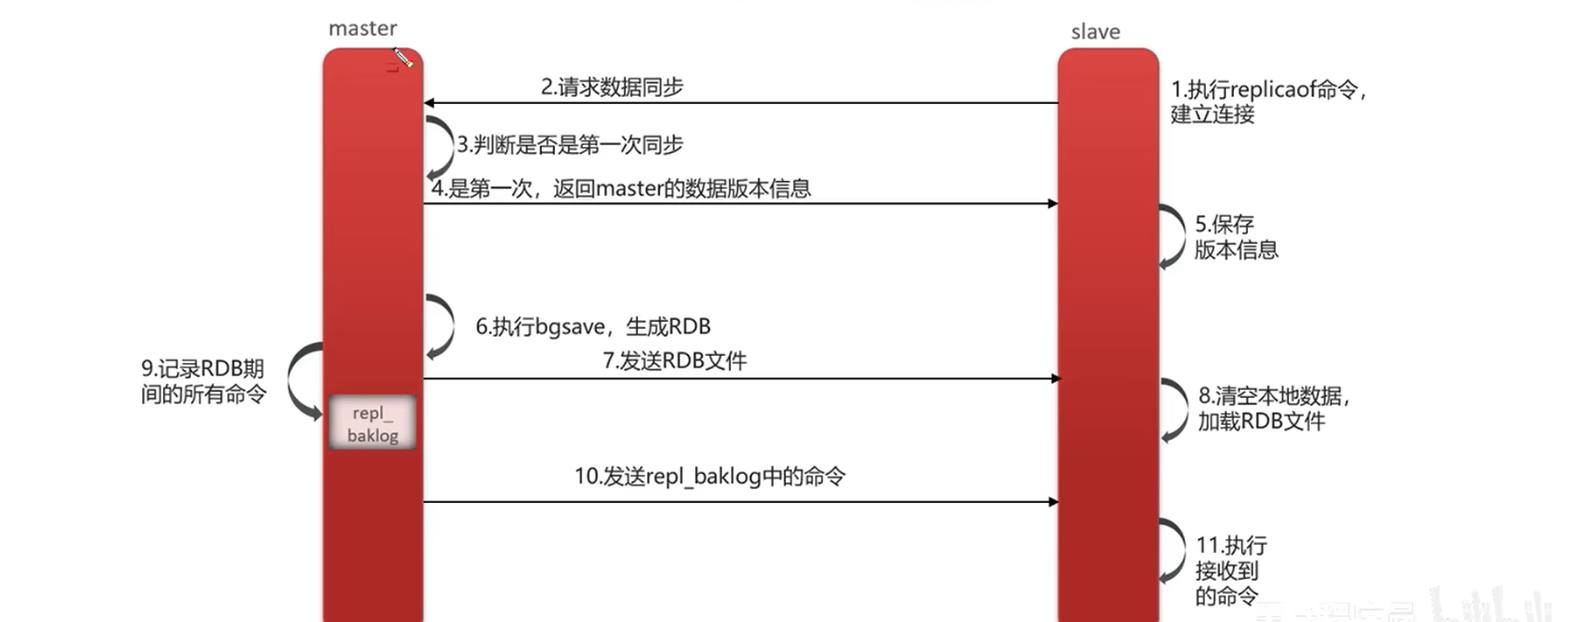 master
slave
2.请求数据同步
1.执行replicaof命令，
建立连接
3.判断是否是第一次同步
4.是第一次，返回master的数据版本信息
5.保存
版本信息
6.执行bgsave，生成RDB
7.发送RDB文件
9.记录RDB期
间的所有命令
8.清空本地数据，
加载RDB文件
repl_
baklog
10.发送repl_baklog中的命令
11.执行
接收到
的命令